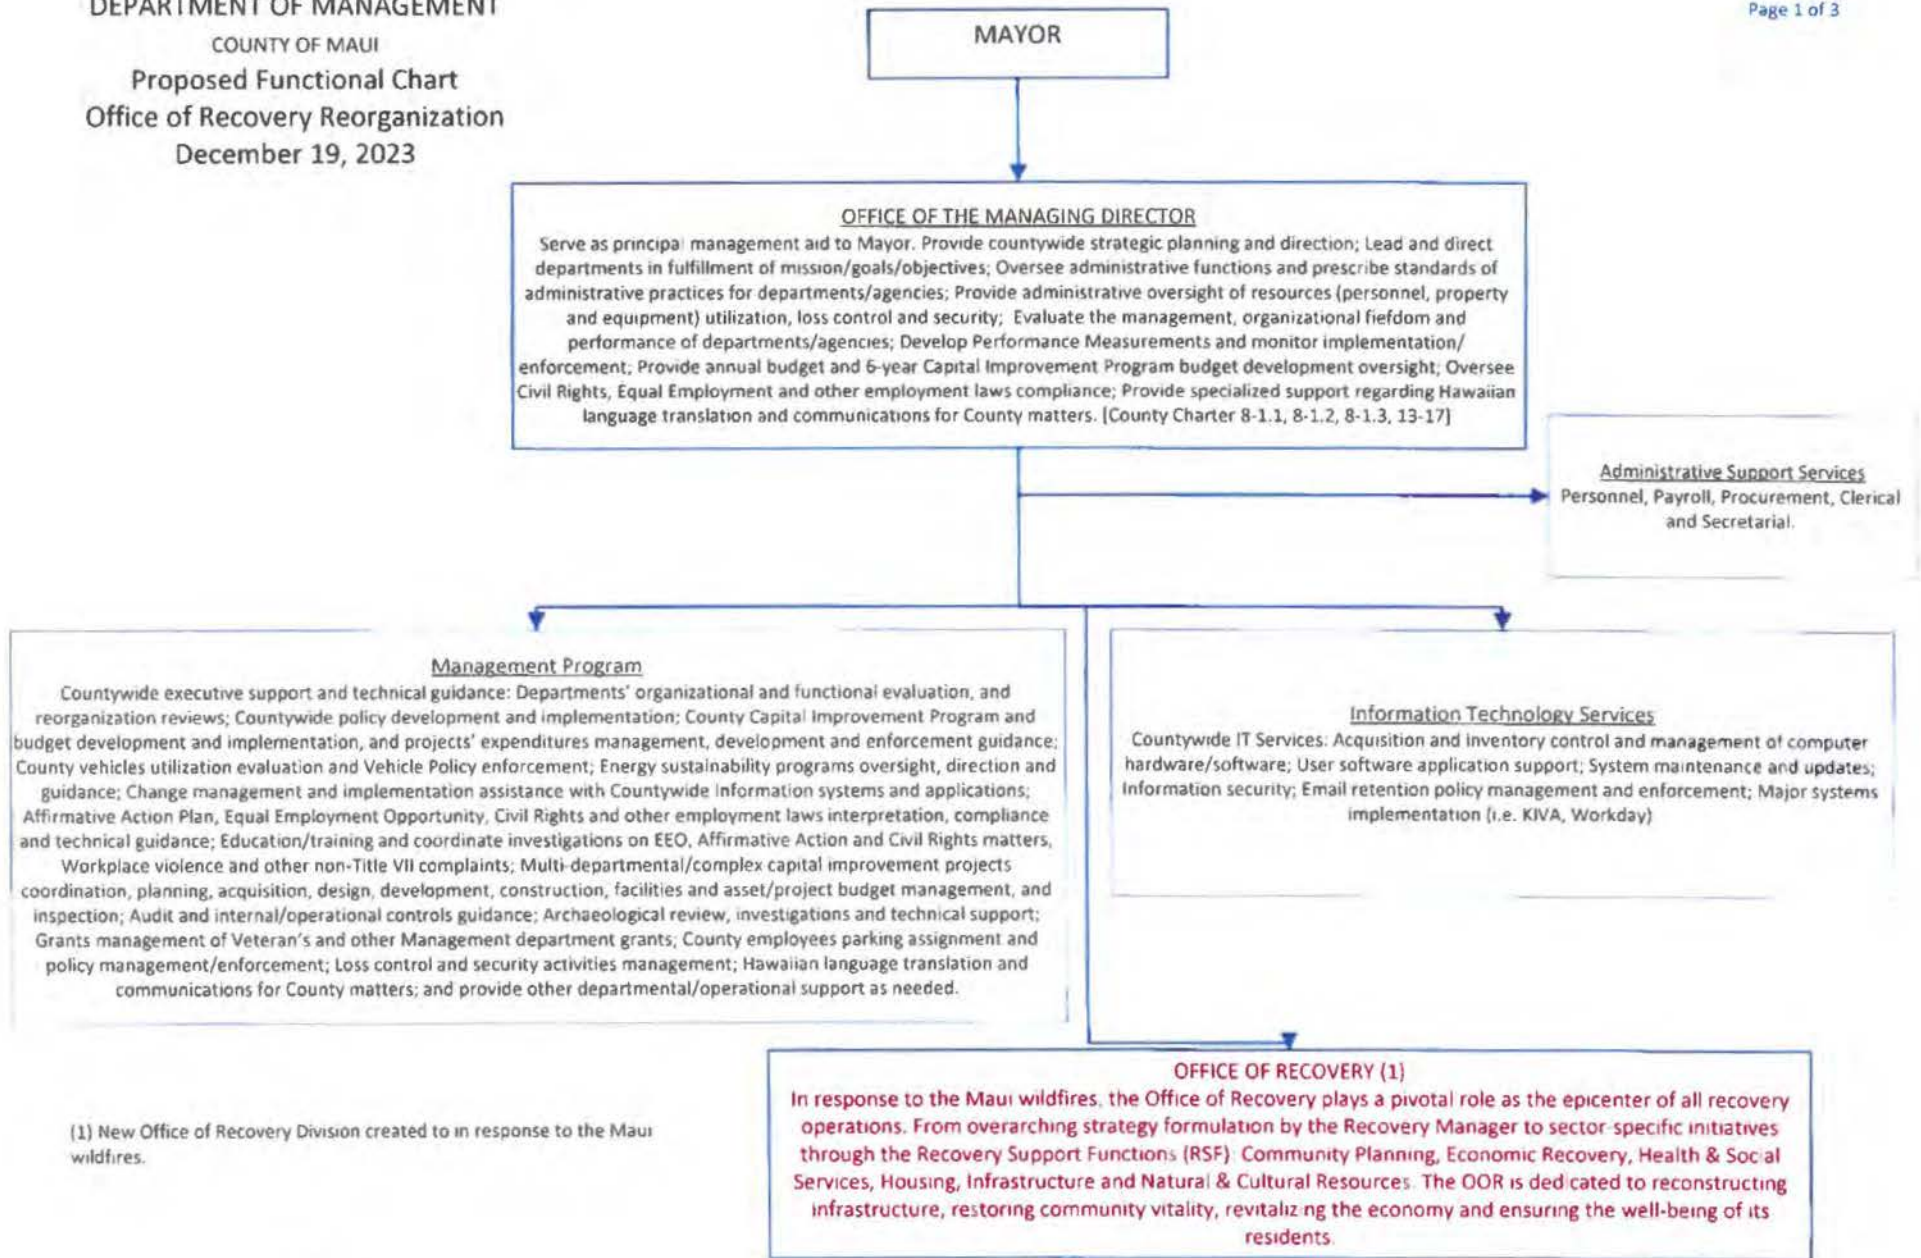 DEPARTMENT OF MANAGEMENT
COUNTY OF MAUI
Proposed Functional Chart
Office of Recovery Reorganization
December 19, 2023
Page 1 of 3
MAYOR
OFFICE OF THE MANAGING DIRECTOR
Serve as principal management aid to Mayor. Provide countywide strategic planning and direction; Lead and direct
departments in fulfillment of mission/goals/objectives; Oversee administrative functions and prescribe standards of
administrative practices for departments/agencies; Provide administrative oversight of resources (personnel, property
and equipment) utilization, loss control and security; Evaluate the management, organizational fiefdom and
performance of departments/agencies; Develop Performance Measurements and monitor implementation/
enforcement; Provide annual budget and 6-year Capital Improvement Program budget development oversight; Oversee
Civil Rights, Equal Employment and other employment laws compliance; Provide specialized support regarding Hawaiian
language translation and communications for County matters. [County Charter 8-1.1, 8-1.2, 8-1.3, 13-17]
Administrative Support Services
Personnel, Payroll, Procurement, Clerical
and Secretarial.
Management Program
Countywide executive support and technical guidance: Departments' organizational and functional evaluation, and
reorganization reviews; Countywide policy development and implementation; County Capital Improvement Program and
budget development and implementation, and projects' expenditures management, development and enforcement guidance;
County vehicles utilization evaluation and Vehicle Policy enforcement; Energy sustainability programs oversight, direction and
guidance; Change management and implementation assistance with Countywide Information systems and applications;
Affirmative Action Plan, Equal Employment Opportunity, Civil Rights and other employment laws interpretation, compliance
and technical guidance; Education/training and coordinate investigations on EEO, Affirmative Action and Civil Rights matters,
Workplace violence and other non-Title VII complaints; Multi-departmental/complex capital improvement projects
coordination, planning, acquisition, design, development, construction, facilities and asset/project budget management, and
inspection; Audit and internal/operational controls guidance; Archaeological review, investigations and technical support;
Grants management of Veteran's and other Management department grants; County employees parking assignment and
policy management/enforcement; Loss control and security activities management; Hawaiian language translation and
communications for County matters; and provide other departmental/operational support as needed.
Information Technology Services
Countywide IT Services: Acquisition and inventory control and management of computer
hardware/software; User software application support; System maintenance and updates;
Information security; Email retention policy management and enforcement; Major systems
implementation (i.e. KIVA, Workday)
OFFICE OF RECOVERY (1)
In response to the Maui wildfires, the Office of Recovery plays a pivotal role as the epicenter of all recovery
operations. From overarching strategy formulation by the Recovery Manager to sector specific initiatives
through the Recovery Support Functions (RSF): Community Planning, Economic Recovery, Health & Social
Services, Housing, Infrastructure and Natural & Cultural Resources. The OOR is dedicated to reconstructing
infrastructure, restoring community vitality, revitalizing the economy and ensuring the well-being of its
residents.
(1) New Office of Recovery Division created to in response to the Maui
wildfires.